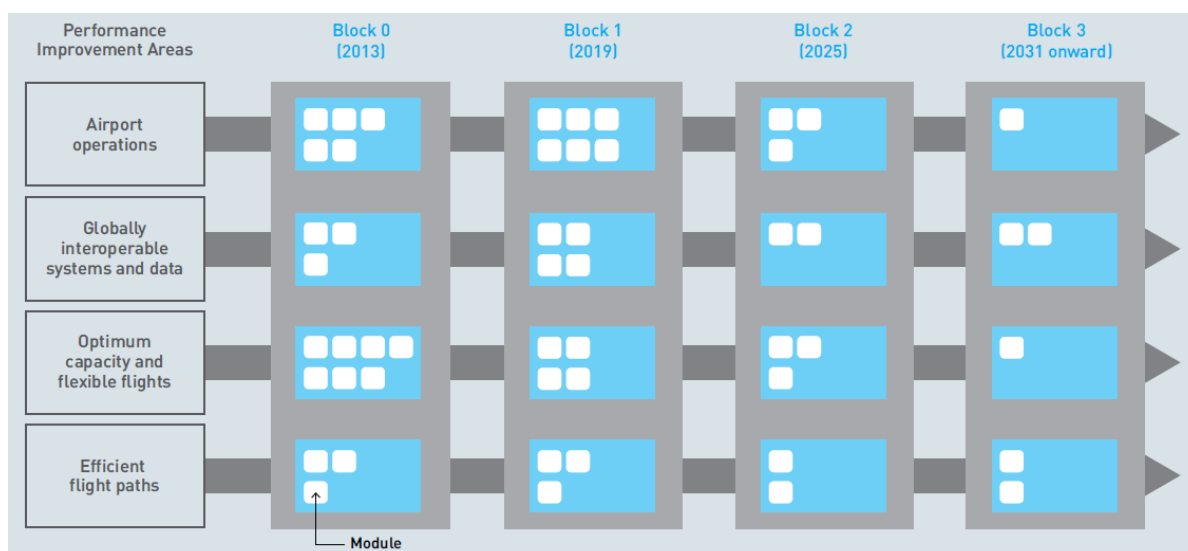 Performance
Improvement Areas
Block 0
(2013)
Block 1
(2019)
Block 2
(2025)
Block 3
(2031 onward)
Airport
operations
Globally
interoperable
systems and data
Optimum
capacity and
flexible flights
Efficient
flight paths
Module